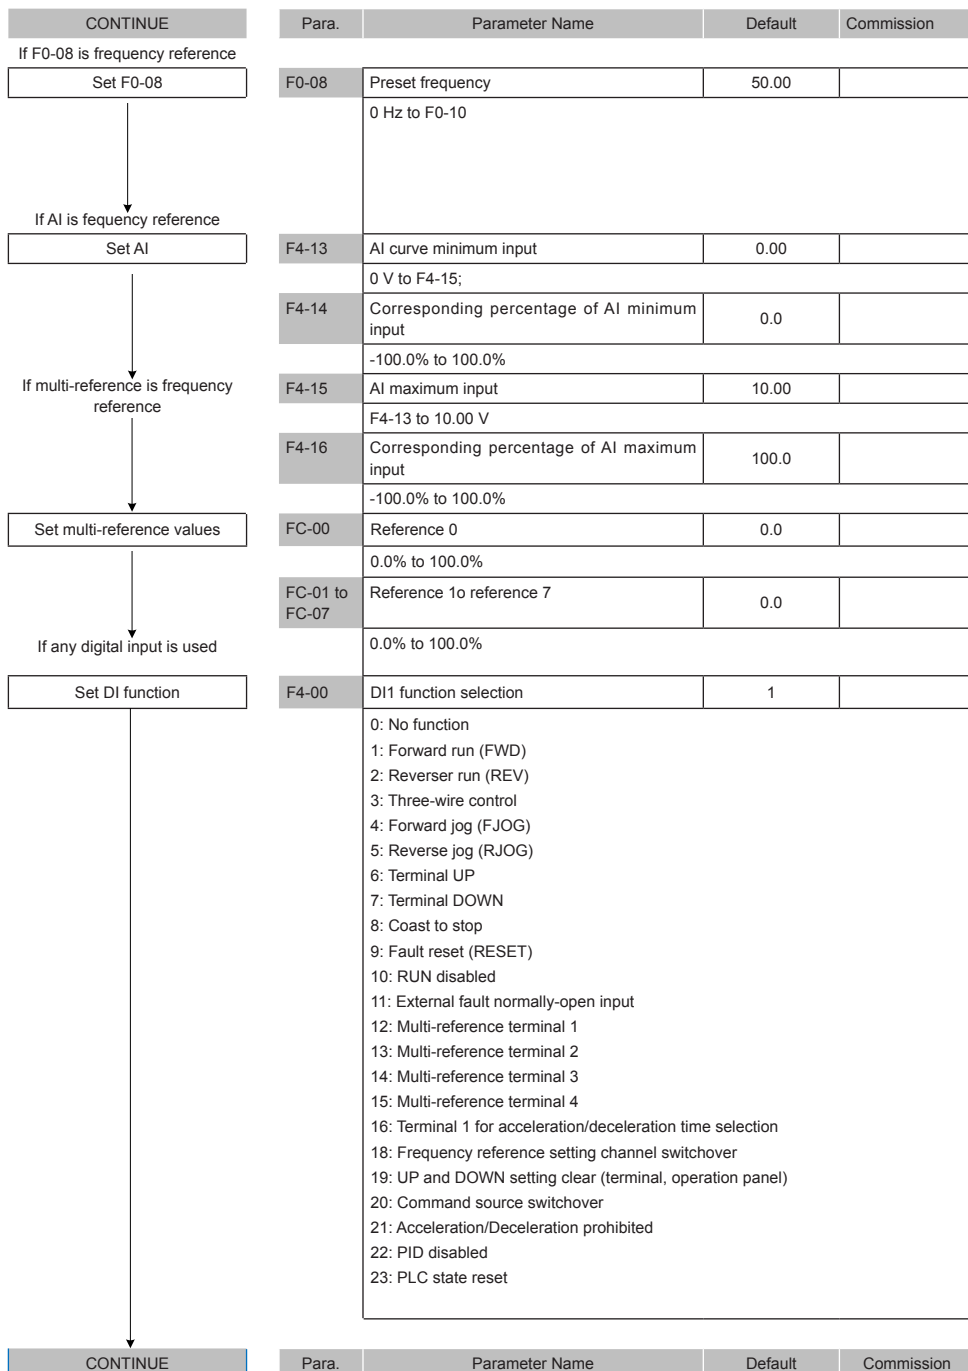 CONTINUE Para. Parameter Name Default Commission
If F0-08 is frequency reference
Set F0-08 F0-08 Preset frequency 50.00
0 Hz to F0-10
If AI is fequency reference
Set AI F4-13 AI curve minimum input 0.00
0 V to F4-15;
F4-14 Corresponding percentage of AI minimum
input 0.0
-100.0% to 100.0%
If multi-reference is frequency
reference
F4-15 AI maximum input 10.00
F4-13 to 10.00 V
F4-16 Corresponding percentage of AI maximum
input 100.0
-100.0% to 100.0%
Set multi-reference values FC-00 Reference 0 0.0
0.0% to 100.0%
FC-01 to
FC-07
Reference 1o reference 7 0.0
If any digital input is used 0.0% to 100.0%
Set DI function F4-00 DI1 function selection 1
0: No function
1: Forward run (FWD)
2: Reverser run (REV)
3: Three-wire control
4: Forward jog (FJOG)
5: Reverse jog (RJOG)
6: Terminal UP
7: Terminal DOWN
8: Coast to stop
9: Fault reset (RESET)
10: RUN disabled
11: External fault normally-open input
12: Multi-reference terminal 1
13: Multi-reference terminal 2
14: Multi-reference terminal 3
15: Multi-reference terminal 4
16: Terminal 1 for acceleration/deceleration time selection
18: Frequency reference setting channel switchover
19: UP and DOWN setting clear (terminal, operation panel)
20: Command source switchover
21: Acceleration/Deceleration prohibited
22: PID disabled
23: PLC state reset
CONTINUE Para. Parameter Name Default Commission